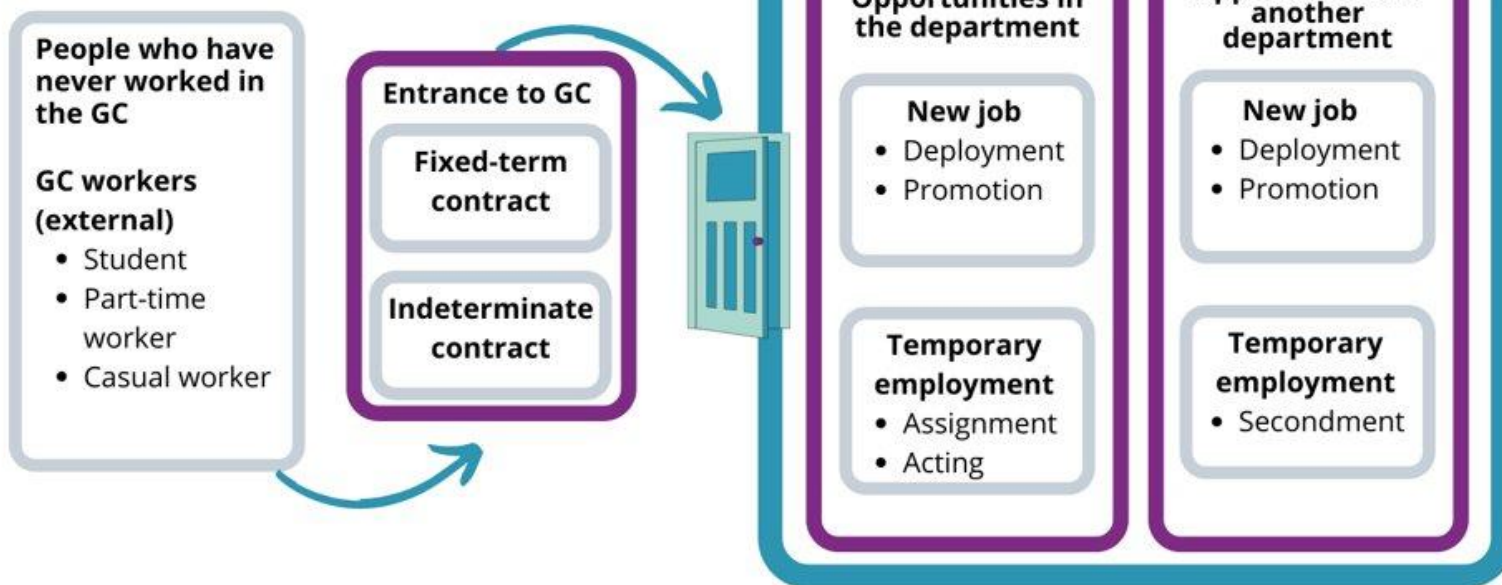 People who have
never worked in
the GC
GC workers
(external)
• Student
• Part-time
worker
• Casual worker
Entrance to GC
Fixed-term
contract
Indeterminate
contract
Opportunities in
the department
New job
• Deployment
• Promotion
Temporary
employment
• Assignment
• Acting
another
department
New job
• Deployment
• Promotion
Temporary
employment
• Secondment